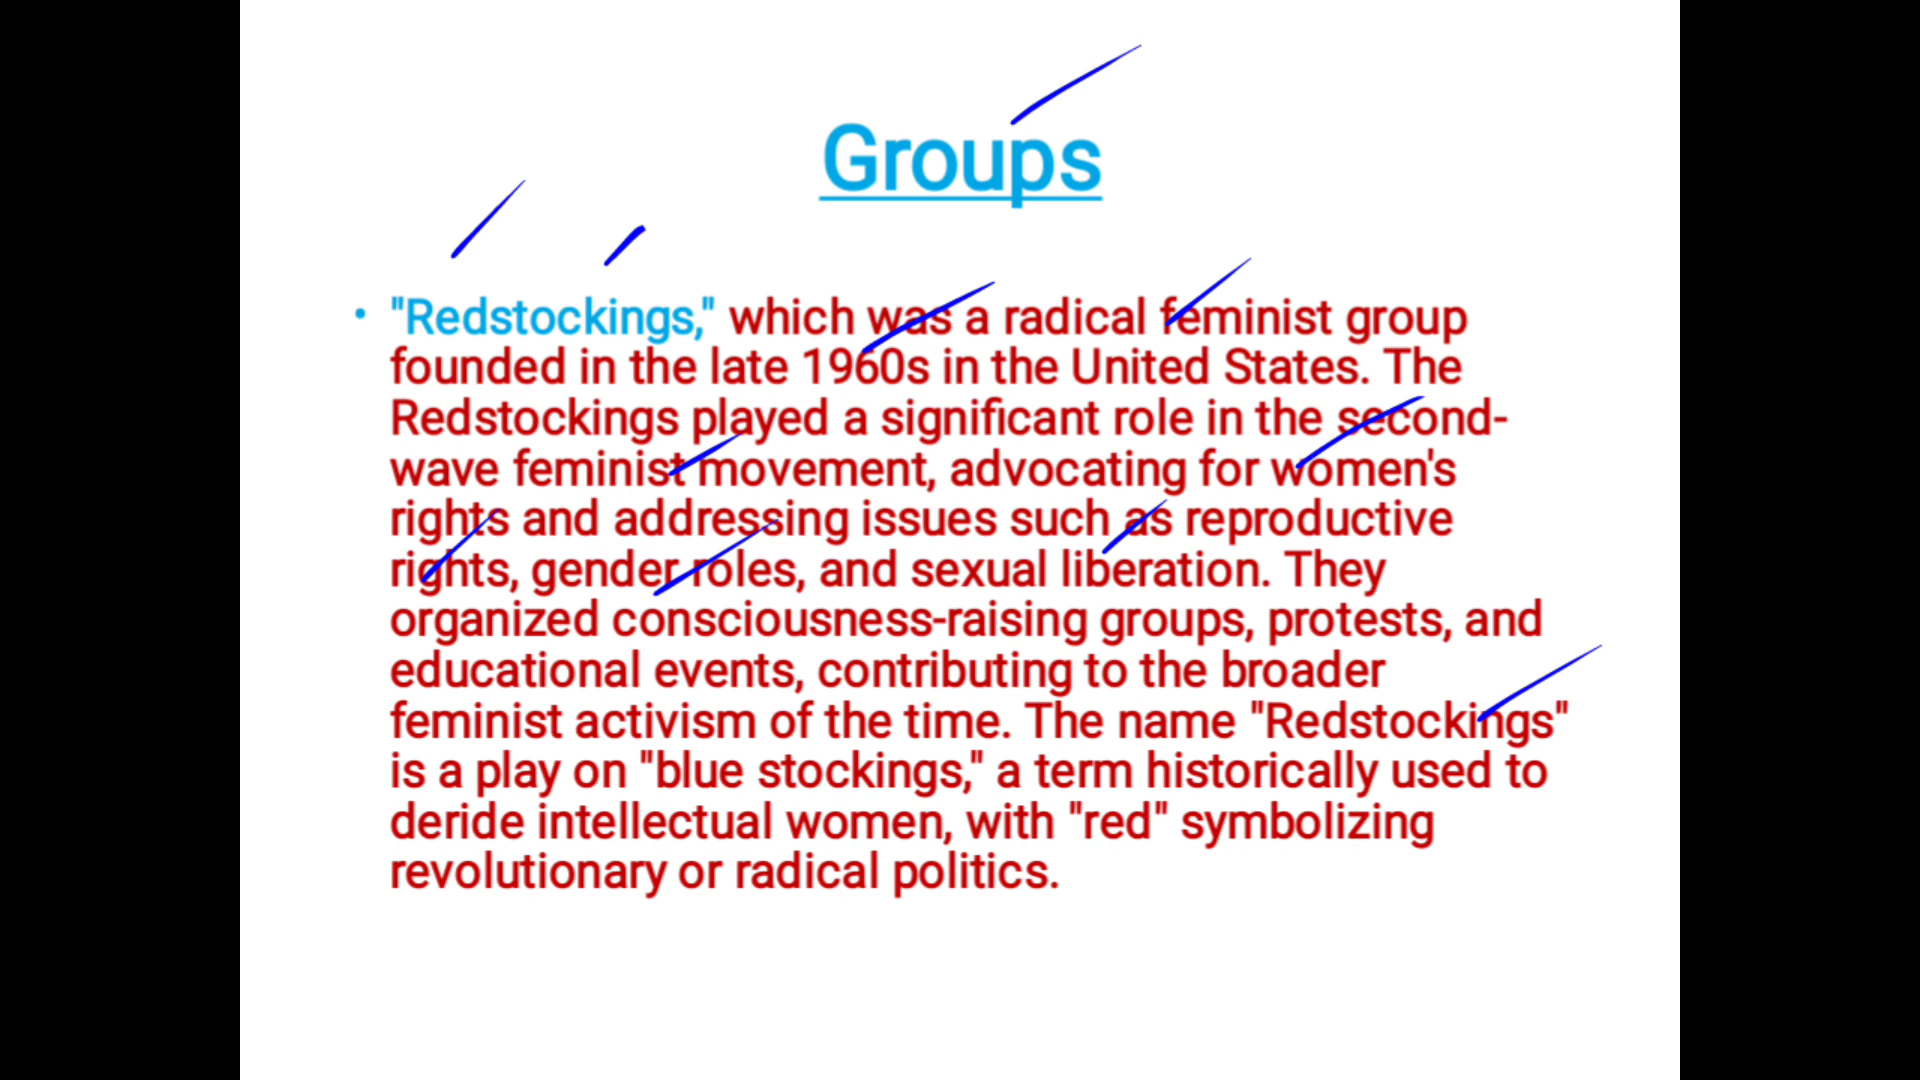 Groups
• "Redstockings," which was a radical feminist group
founded in the late 1960s in the United States. The
Redstockings played a significant role in the second-
wave feminist movement, advocating for women's
rights and addressing issues such as reproductive
rights, gender roles, and sexual liberation. They
organized consciousness-raising groups, protests, and
educational events, contributing to the broader
feminist activism of the time. The name "Redstockings"
is a play on "blue stockings," a term historically used to
deride intellectual women, with "red" symbolizing
revolutionary or radical politics.